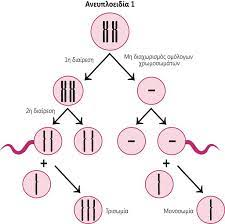 Ανευπλοειδία 1
1η διαίρεση
Μη διαχωρισμός ομόλογων
χρωμοσωμάτων
2η διαίρεση
Τρισωμία
Μονοσωμία